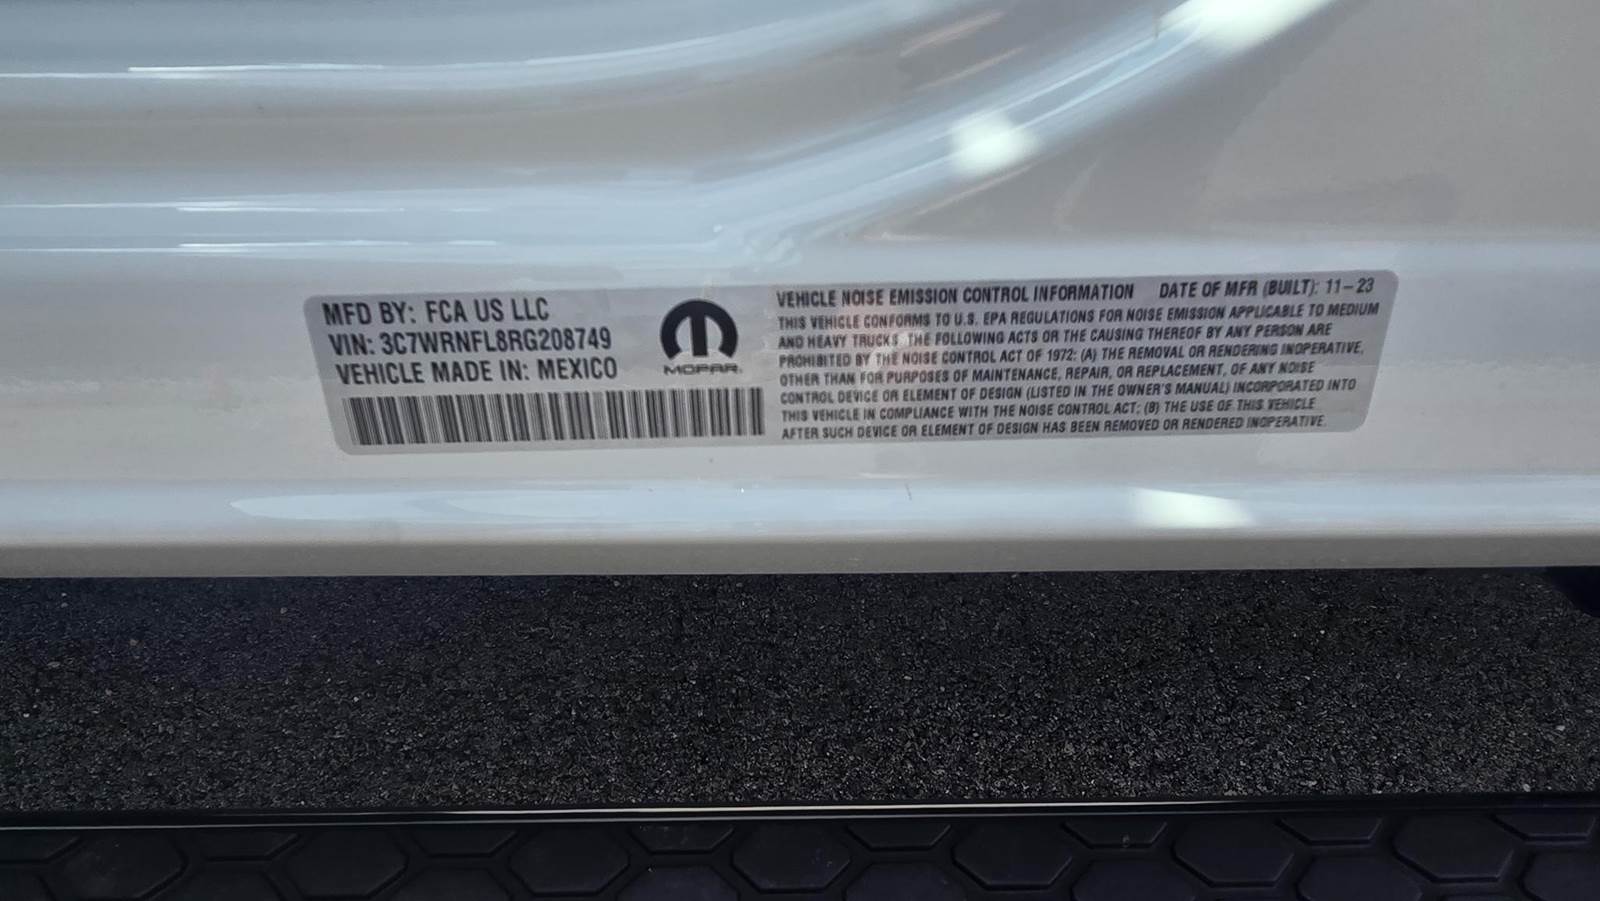 MFD BY: FCA US LLC
VIN: 3C7WRNFL8RG208749
VEHICLE MADE IN: MEXICO
MOPAR
VEHICLE NOISE EMISSION CONTROL INFORMATION DATE OF MFR (BUILT): 11-23
THIS VEHICLE CONFORMS TO U.S. EPA REGULATIONS FOR NOISE EMISSION APPLICABLE TO MEDIUM
AND HEAVY TRUCKS. THE FOLLOWING ACTS OR THE CAUSING THEREOF BY ANY PERSON ARE
PROHIBITED BY THE NOISE CONTROL ACT OF 1972: (A) THE REMOVAL OR RENDERING INOPERATIVE,
OTHER THAN FOR PURPOSES OF MAINTENANCE, REPAIR, OR REPLACEMENT, OF ANY NOISE
CONTROL DEVICE OR ELEMENT OF DESIGN (LISTED IN THE OWNER'S MANUAL) INCORPORATED INTO
THIS VEHICLE IN COMPLIANCE WITH THE NOISE CONTROL ACT; (B) THE USE OF THIS VEHICLE
AFTER SUCH DEVICE OR ELEMENT OF DESIGN HAS BEEN REMOVED OR RENDERED INOPERATIVE.